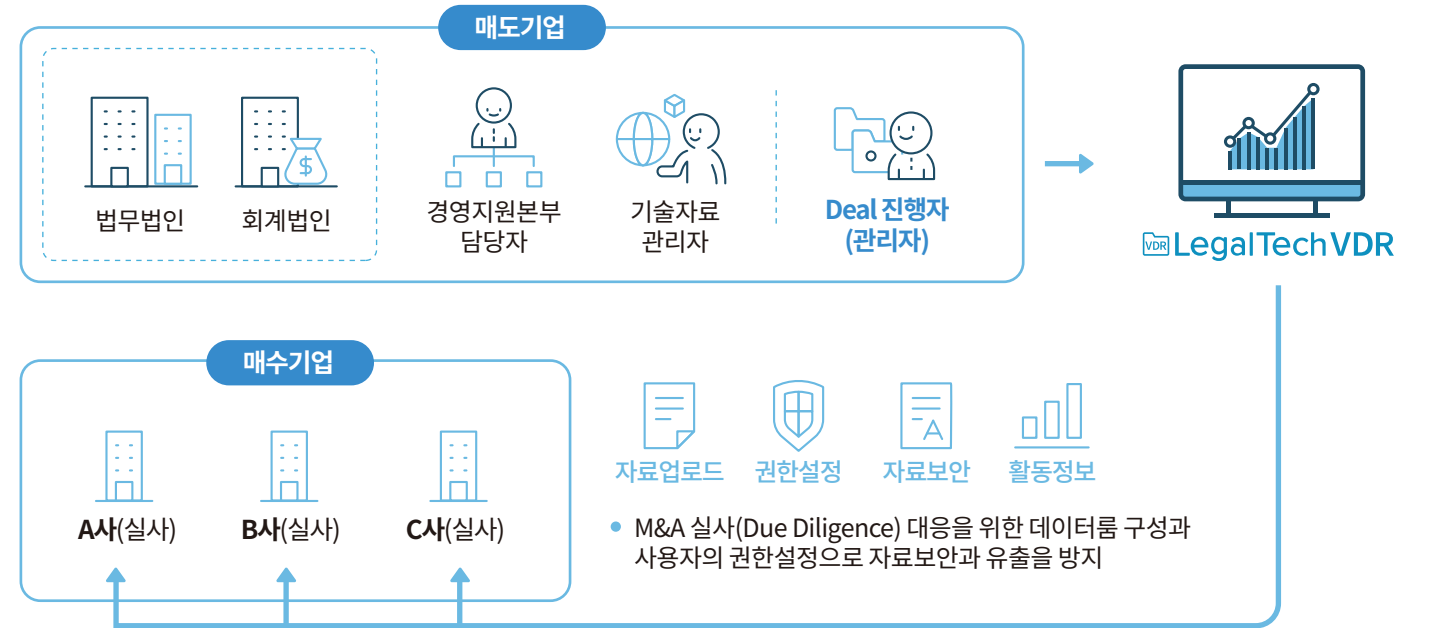 매도기업
법무법인
회계법인
경영지원본부
담당자
기술자료
관리자
Deal 진행자
(관리자)
$
VDR LegalTech VDR
매수기업
A사(실사)
B사(실사)
C사(실사)
A
자료업로드
권한설정
자료보안
활동정보
• M&A 실사(Due Diligence) 대응을 위한 데이터룸 구성과
사용자의 권한설정으로 자료보안과 유출을 방지